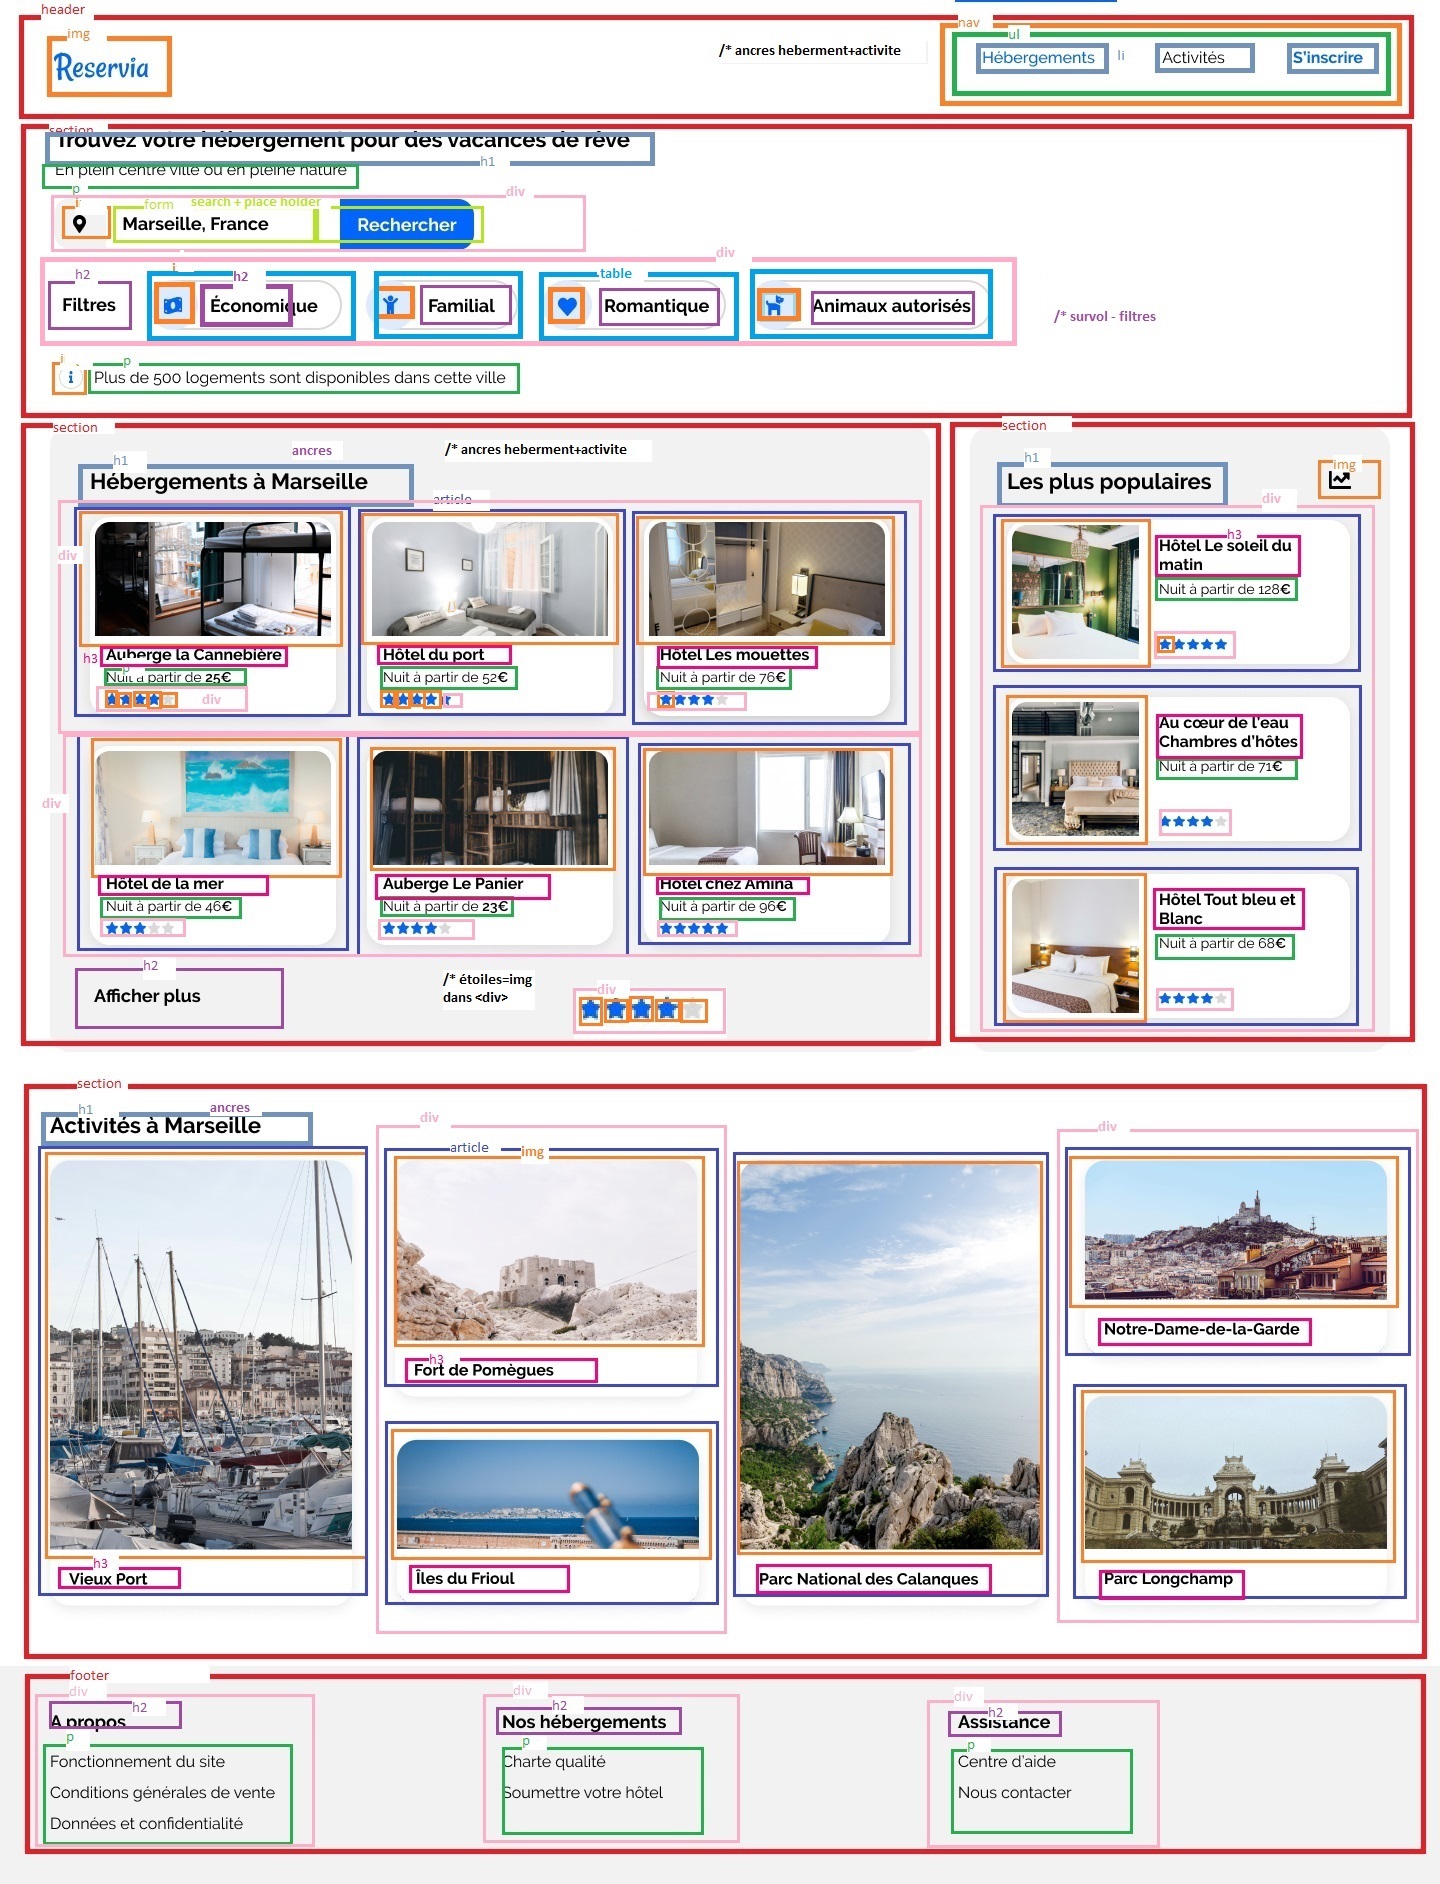 header
img
Reservia
/* ancres heberment+activite
nav
ul
Hébergements
li
Activités
S'inscrire
section
Trouvez votre hébergement pour des vacances de rêve
h1
En plein centre ville ou en pleine nature
p
div
form
search + place holder
Marseille, France
Rechercher
div
h2
Filtres
h2
Économique
Familial
table
Romantique
Animaux autorisés
/* survol - filtres
p
Plus de 500 logements sont disponibles dans cette ville
section
h1
ancres
/* ancres heberment+activite
Hébergements à Marseille
article
div
h3
Auberge la Cannebière
p
Nuit à partir de 25€
div
Hôtel du port
Nuit à partir de 52€
Hôtel Les mouettes
Nuit à partir de 76€
div
Hôtel de la mer
Nuit à partir de 46€
Auberge Le Panier
Nuit à partir de 23€
Hôtel chez Amina
Nuit à partir de 96€
h2
Afficher plus
/* étoiles=img
dans <div>
div
section
h1
Les plus populaires
img
div
h3
Hôtel Le soleil du
matin
Nuit à partir de 128€
Au cœur de l'eau
Chambres d'hôtes
Nuit à partir de 71€
Hôtel Tout bleu et
Blanc
Nuit à partir de 68€
section
h1
ancres
Activités à Marseille
h3
Vieux Port
div
article
img
h3
Fort de Pomègues
Îles du Frioul
Parc National des Calanques
div
Notre-Dame-de-la-Garde
Parc Longchamp
footer
div
h2
A propos
p
Fonctionnement du site
Conditions générales de vente
Données et confidentialité
div
h2
Nos hébergements
p
Charte qualité
Soumettre votre hôtel
div
h2
Assistance
p
Centre d'aide
Nous contacter